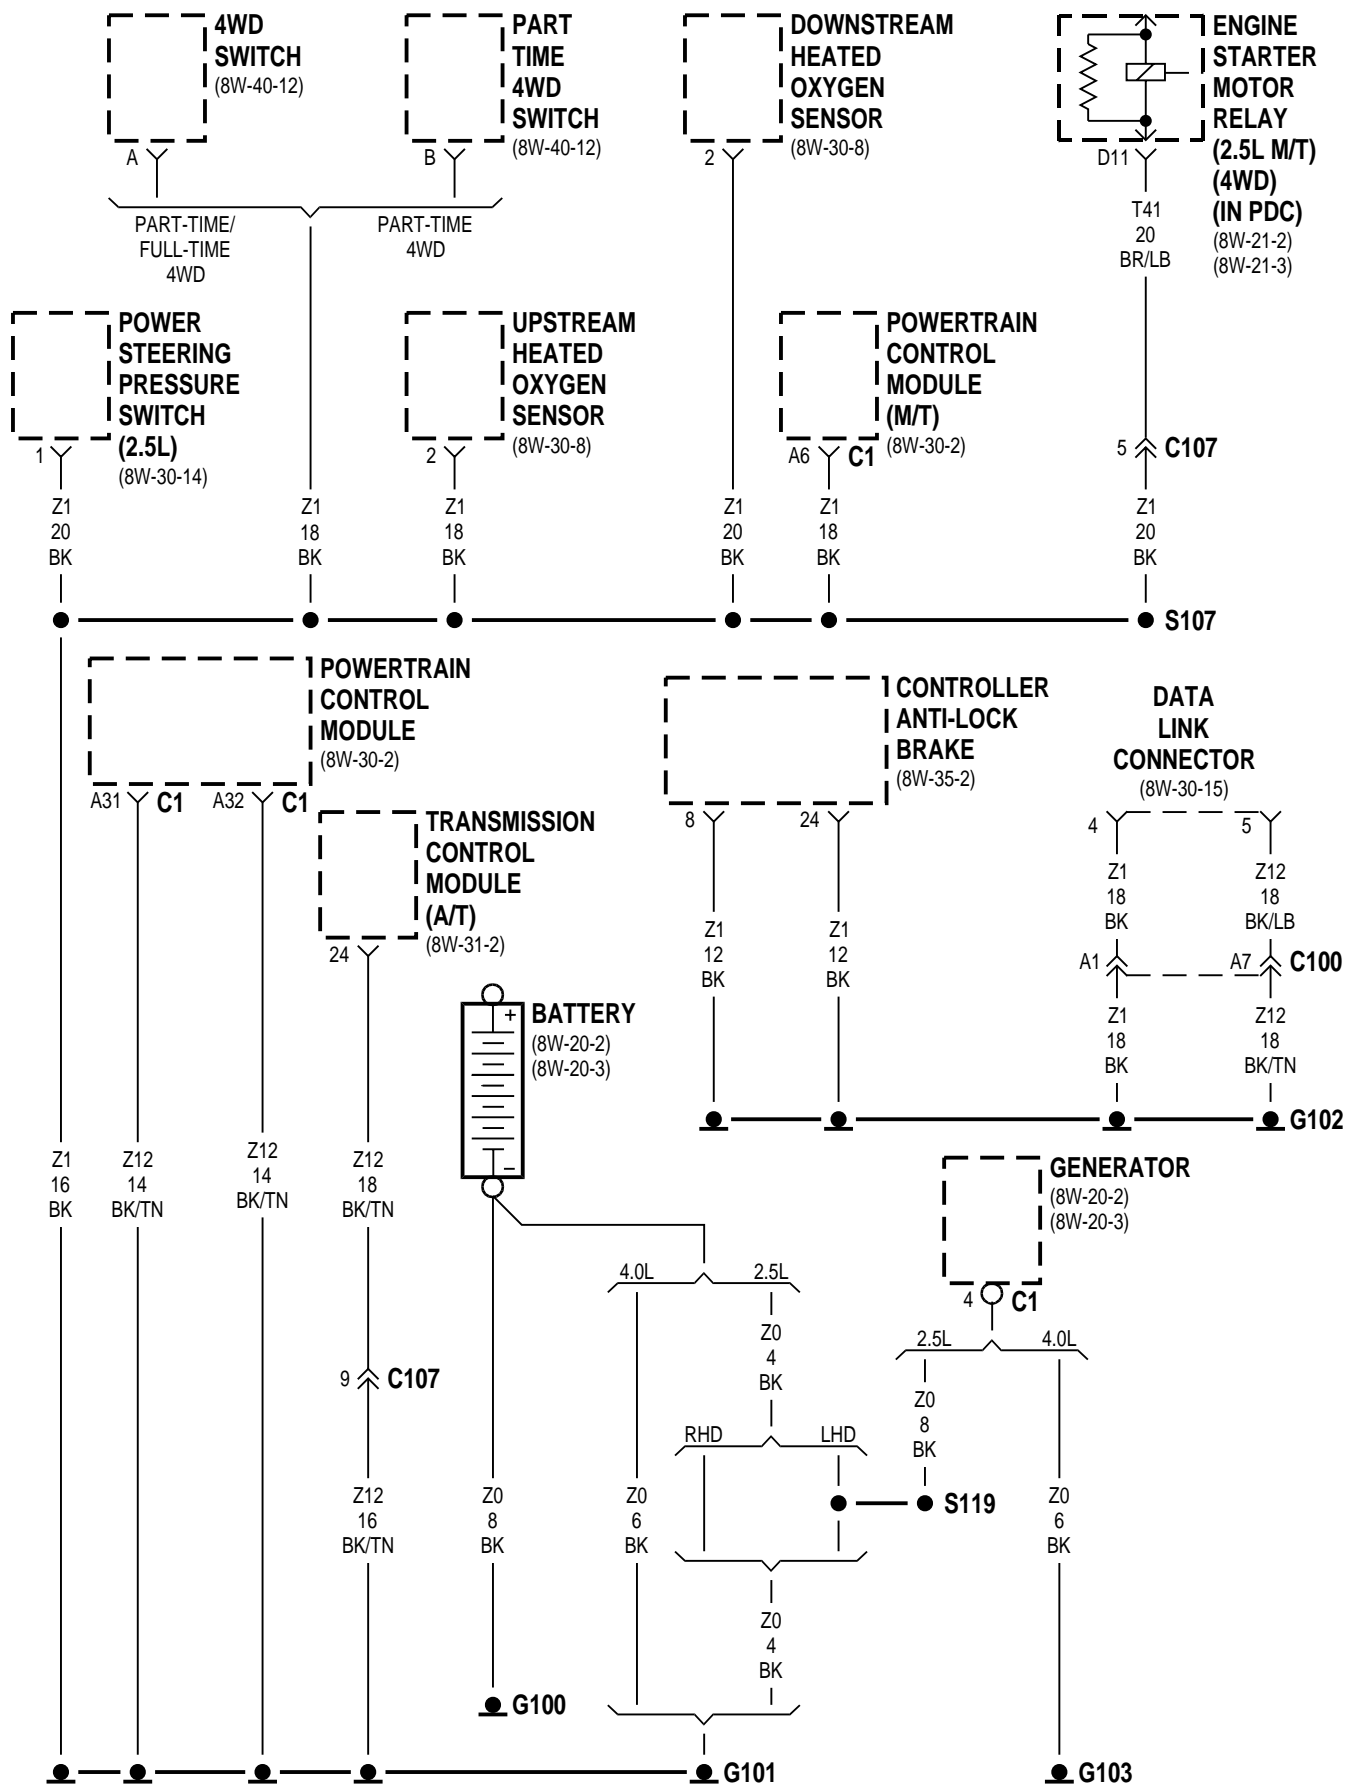 4WD
SWITCH
(8W-40-12)
A
PART
TIME
4WD
SWITCH
(8W-40-12)
B
DOWNSTREAM
HEATED
OXYGEN
SENSOR
(8W-30-8)
2
ENGINE
STARTER
MOTOR
RELAY
(2.5L M/T)
(4WD)
(IN PDC)
(8W-21-2)
(8W-21-3)
D11
T41
20
BR/LB
PART-TIME/
FULL-TIME
4WD
PART-TIME
4WD
POWER
STEERING
PRESSURE
SWITCH
(2.5L)
(8W-30-14)
1
UPSTREAM
HEATED
OXYGEN
SENSOR
(8W-30-8)
2
POWERTRAIN
CONTROL
MODULE
(M/T)
(8W-30-2)
A6
C1
5
C107
Z1
20
BK
Z1
18
BK
Z1
18
BK
Z1
20
BK
Z1
18
BK
Z1
20
BK
S107
POWERTRAIN
CONTROL
MODULE
(8W-30-2)
A31
C1
A32
C1
TRANSMISSION
CONTROL
MODULE
(A/T)
(8W-31-2)
24
CONTROLLER
ANTI-LOCK
BRAKE
(8W-35-2)
8
24
DATA
LINK
CONNECTOR
(8W-30-15)
4
5
Z1
18
BK
Z12
18
BK/LB
Z1
12
BK
Z1
12
BK
A1
A7
C100
Z1
18
BK
Z12
18
BK/TN
+
BATTERY
(8W-20-2)
(8W-20-3)
–
G102
Z1
16
BK
Z12
14
BK/TN
Z12
14
BK/TN
Z12
18
BK/TN
GENERATOR
(8W-20-2)
(8W-20-3)
4
C1
4.0L
2.5L
Z0
4
BK
2.5L
4.0L
9
C107
Z0
8
BK
RHD
LHD
S119
Z12
16
BK/TN
Z0
8
BK
Z0
6
BK
Z0
6
BK
Z0
4
BK
G100
G101
G103